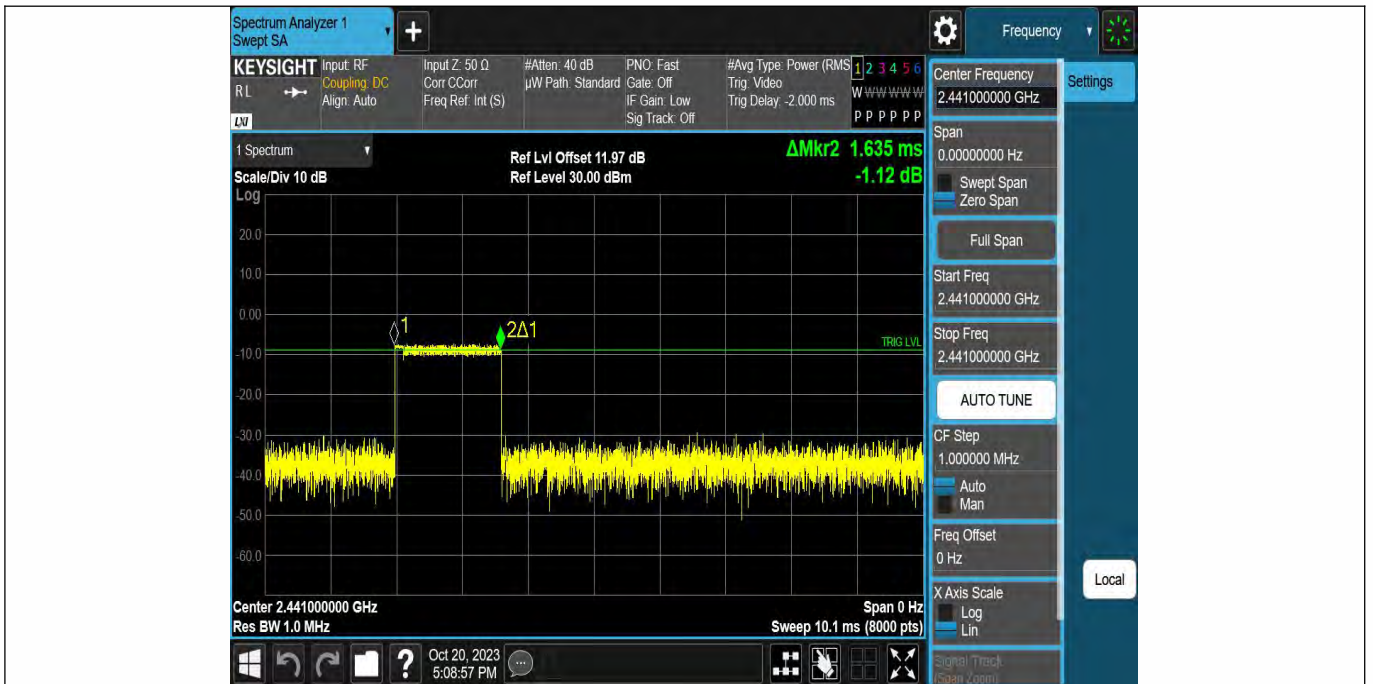 Spectrum Analyzer 1
Swept SA
+
Frequency
KEYSIGHT
R L
LXI
Input: RF
Coupling: DC
Align: Auto
Input Z: 50 Ω
Corr CCorr
Freq Ref: Int (S)
#Atten: 40 dB
µW Path: Standard
PNO: Fast
Gate: Off
IF Gain: Low
Sig Track: Off
#Avg Type: Power (RMS
Trig: Video
Trig Delay: -2.000 ms
1 2 3 4 5 6
W W W W W W
P P P P P P
Center Frequency
2.441000000 GHz
Settings
1 Spectrum
Scale/Div 10 dB
Ref Lvl Offset 11.97 dB
Ref Level 30.00 dBm
ΔMkr2 1.635 ms
-1.12 dB
Log
20.0
10.0
0.00
-10.0
-20.0
-30.0
-40.0
-50.0
-60.0
1
2Δ1
TRIG LVL
Span
0.00000000 Hz
Swept Span
Zero Span
Full Span
Start Freq
2.441000000 GHz
Stop Freq
2.441000000 GHz
AUTO TUNE
CF Step
1.000000 MHz
Auto
Man
Freq Offset
0 Hz
X Axis Scale
Log
Lin
Signal Track
(Span Zoom)
Local
Center 2.441000000 GHz
Res BW 1.0 MHz
Span 0 Hz
Sweep 10.1 ms (8000 pts)
?
Oct 20, 2023
5:08:57 PM